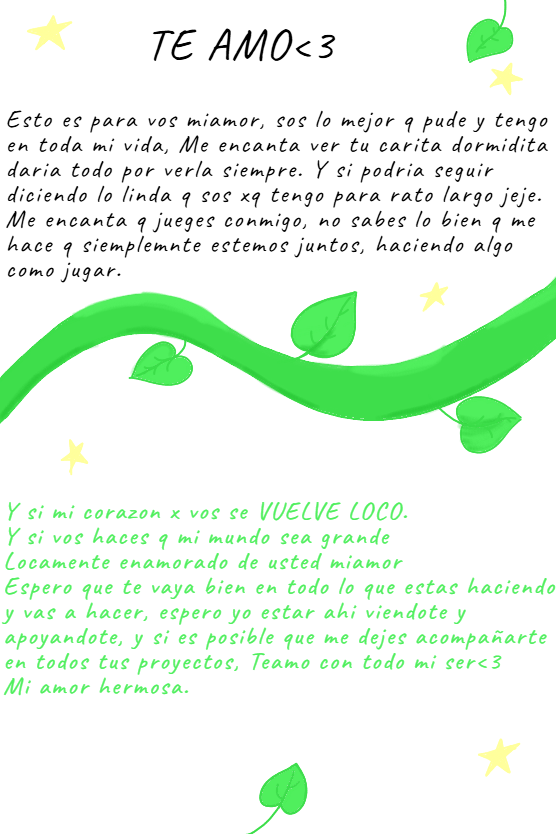 TE AMO<3
Esto es para vos miamor, sos lo mejor q pude y tengo
en toda mi vida, Me encanta ver tu carita dormidita
daria todo por verla siempre. Y si podria seguir
diciendo lo linda q sos xq tengo para rato largo jeje.
Me encanta q jueges conmigo, no sabes lo bien q me
hace q siemplemnte estemos juntos, haciendo algo
como jugar.
Y si mi corazon x vos se VUELVE LOCO.
Y si vos haces q mi mundo sea grande
Locamente enamorado de usted miamor
Espero que te vaya bien en todo lo que estas haciendo
y vas a hacer, espero yo estar ahi viendote y
apoyandote, y si es posible que me dejes acompañarte
en todos tus proyectos, Teamo con todo mi ser<3
Mi amor hermosa.